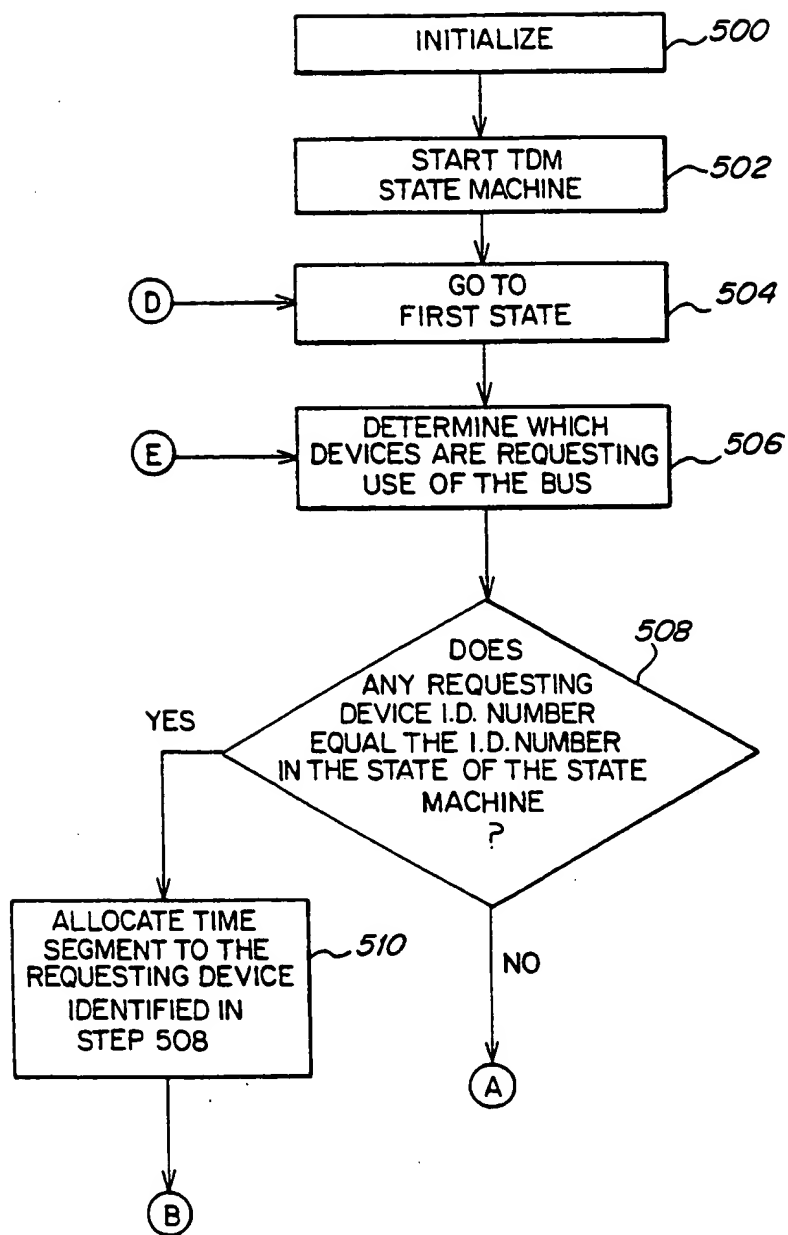 INITIALIZE
500
START TDM
STATE MACHINE
502
D
GO TO
FIRST STATE
504
E
DETERMINE WHICH
DEVICES ARE REQUESTING
USE OF THE BUS
506
508
DOES
ANY REQUESTING
DEVICE I.D. NUMBER
EQUAL THE I.D. NUMBER
IN THE STATE OF THE STATE
MACHINE
?
YES
ALLOCATE TIME
SEGMENT TO THE
REQUESTING DEVICE
IDENTIFIED IN
STEP 508
510
NO
A
B